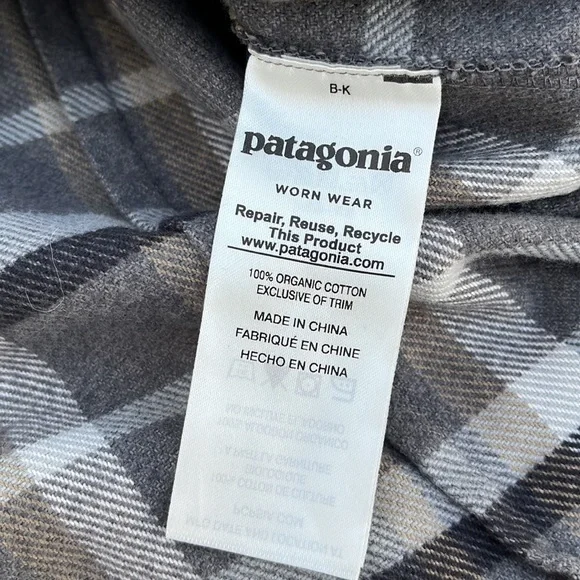 B-K
patagonia®
WORN WEAR
Repair, Reuse, Recycle
This Product
www.patagonia.com
100% ORGANIC COTTON
EXCLUSIVE OF TRIM
MADE IN CHINA
FABRIQUÉ EN CHINE
HECHO EN CHINA